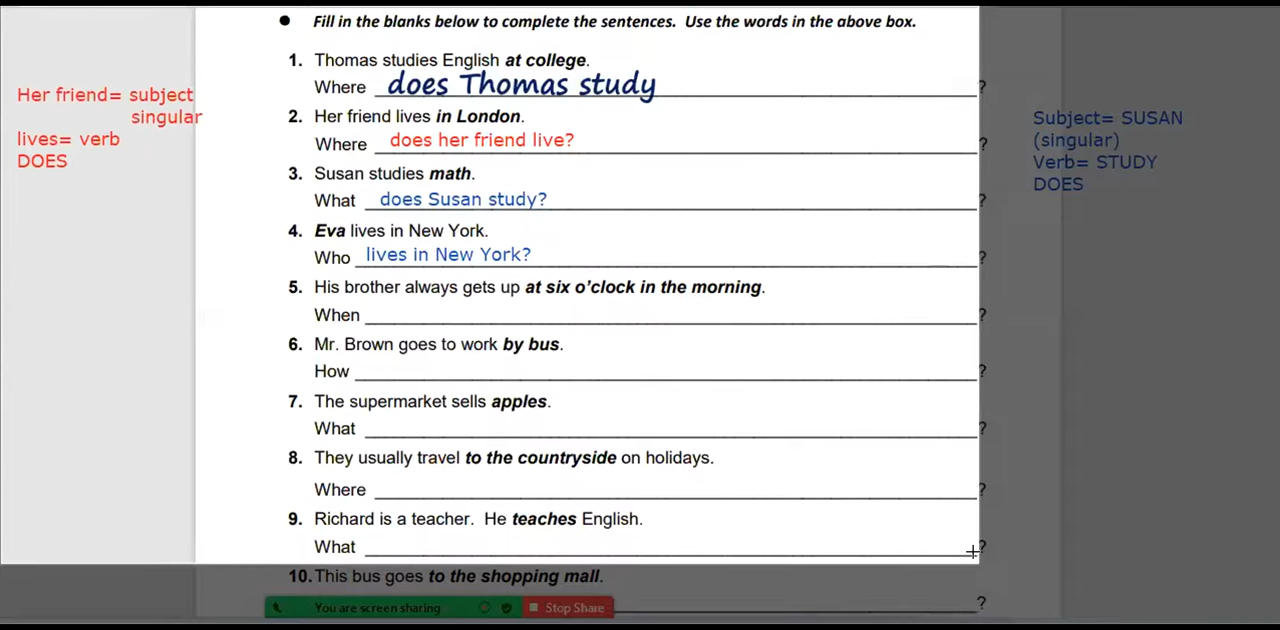 ● Fill in the blanks below to complete the sentences. Use the words in the above box.
1. Thomas studies English at college.
Where does Thomas study ?
Her friend= subject
singular
lives= verb
DOES
2. Her friend lives in London.
Where does her friend live? ?
Subject= SUSAN
(singular)
Verb= STUDY
DOES
3. Susan studies math.
What does Susan study? ?
4. Eva lives in New York.
Who lives in New York? ?
5. His brother always gets up at six o’clock in the morning.
When ?
6. Mr. Brown goes to work by bus.
How ?
7. The supermarket sells apples.
What ?
8. They usually travel to the countryside on holidays.
Where ?
9. Richard is a teacher. He teaches English.
What ?
10. This bus goes to the shopping mall.
?
You are screen sharing Stop Share